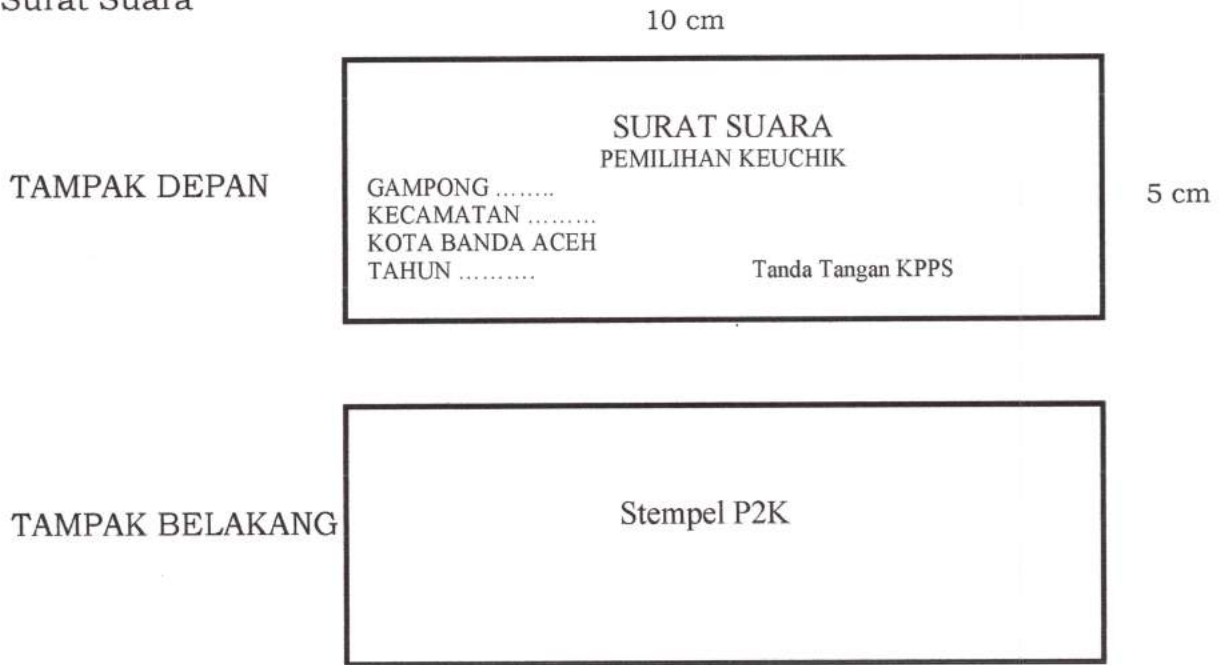 Surat Suara
10 cm
SURAT SUARA
PEMILIHAN KEUCHIK
TAMPAK DEPAN
GAMPONG ........
5 cm
KECAMATAN .........
KOTA BANDA ACEH
TAHUN ..........
Tanda Tangan KPPS
TAMPAK BELAKANG
Stempel P2K